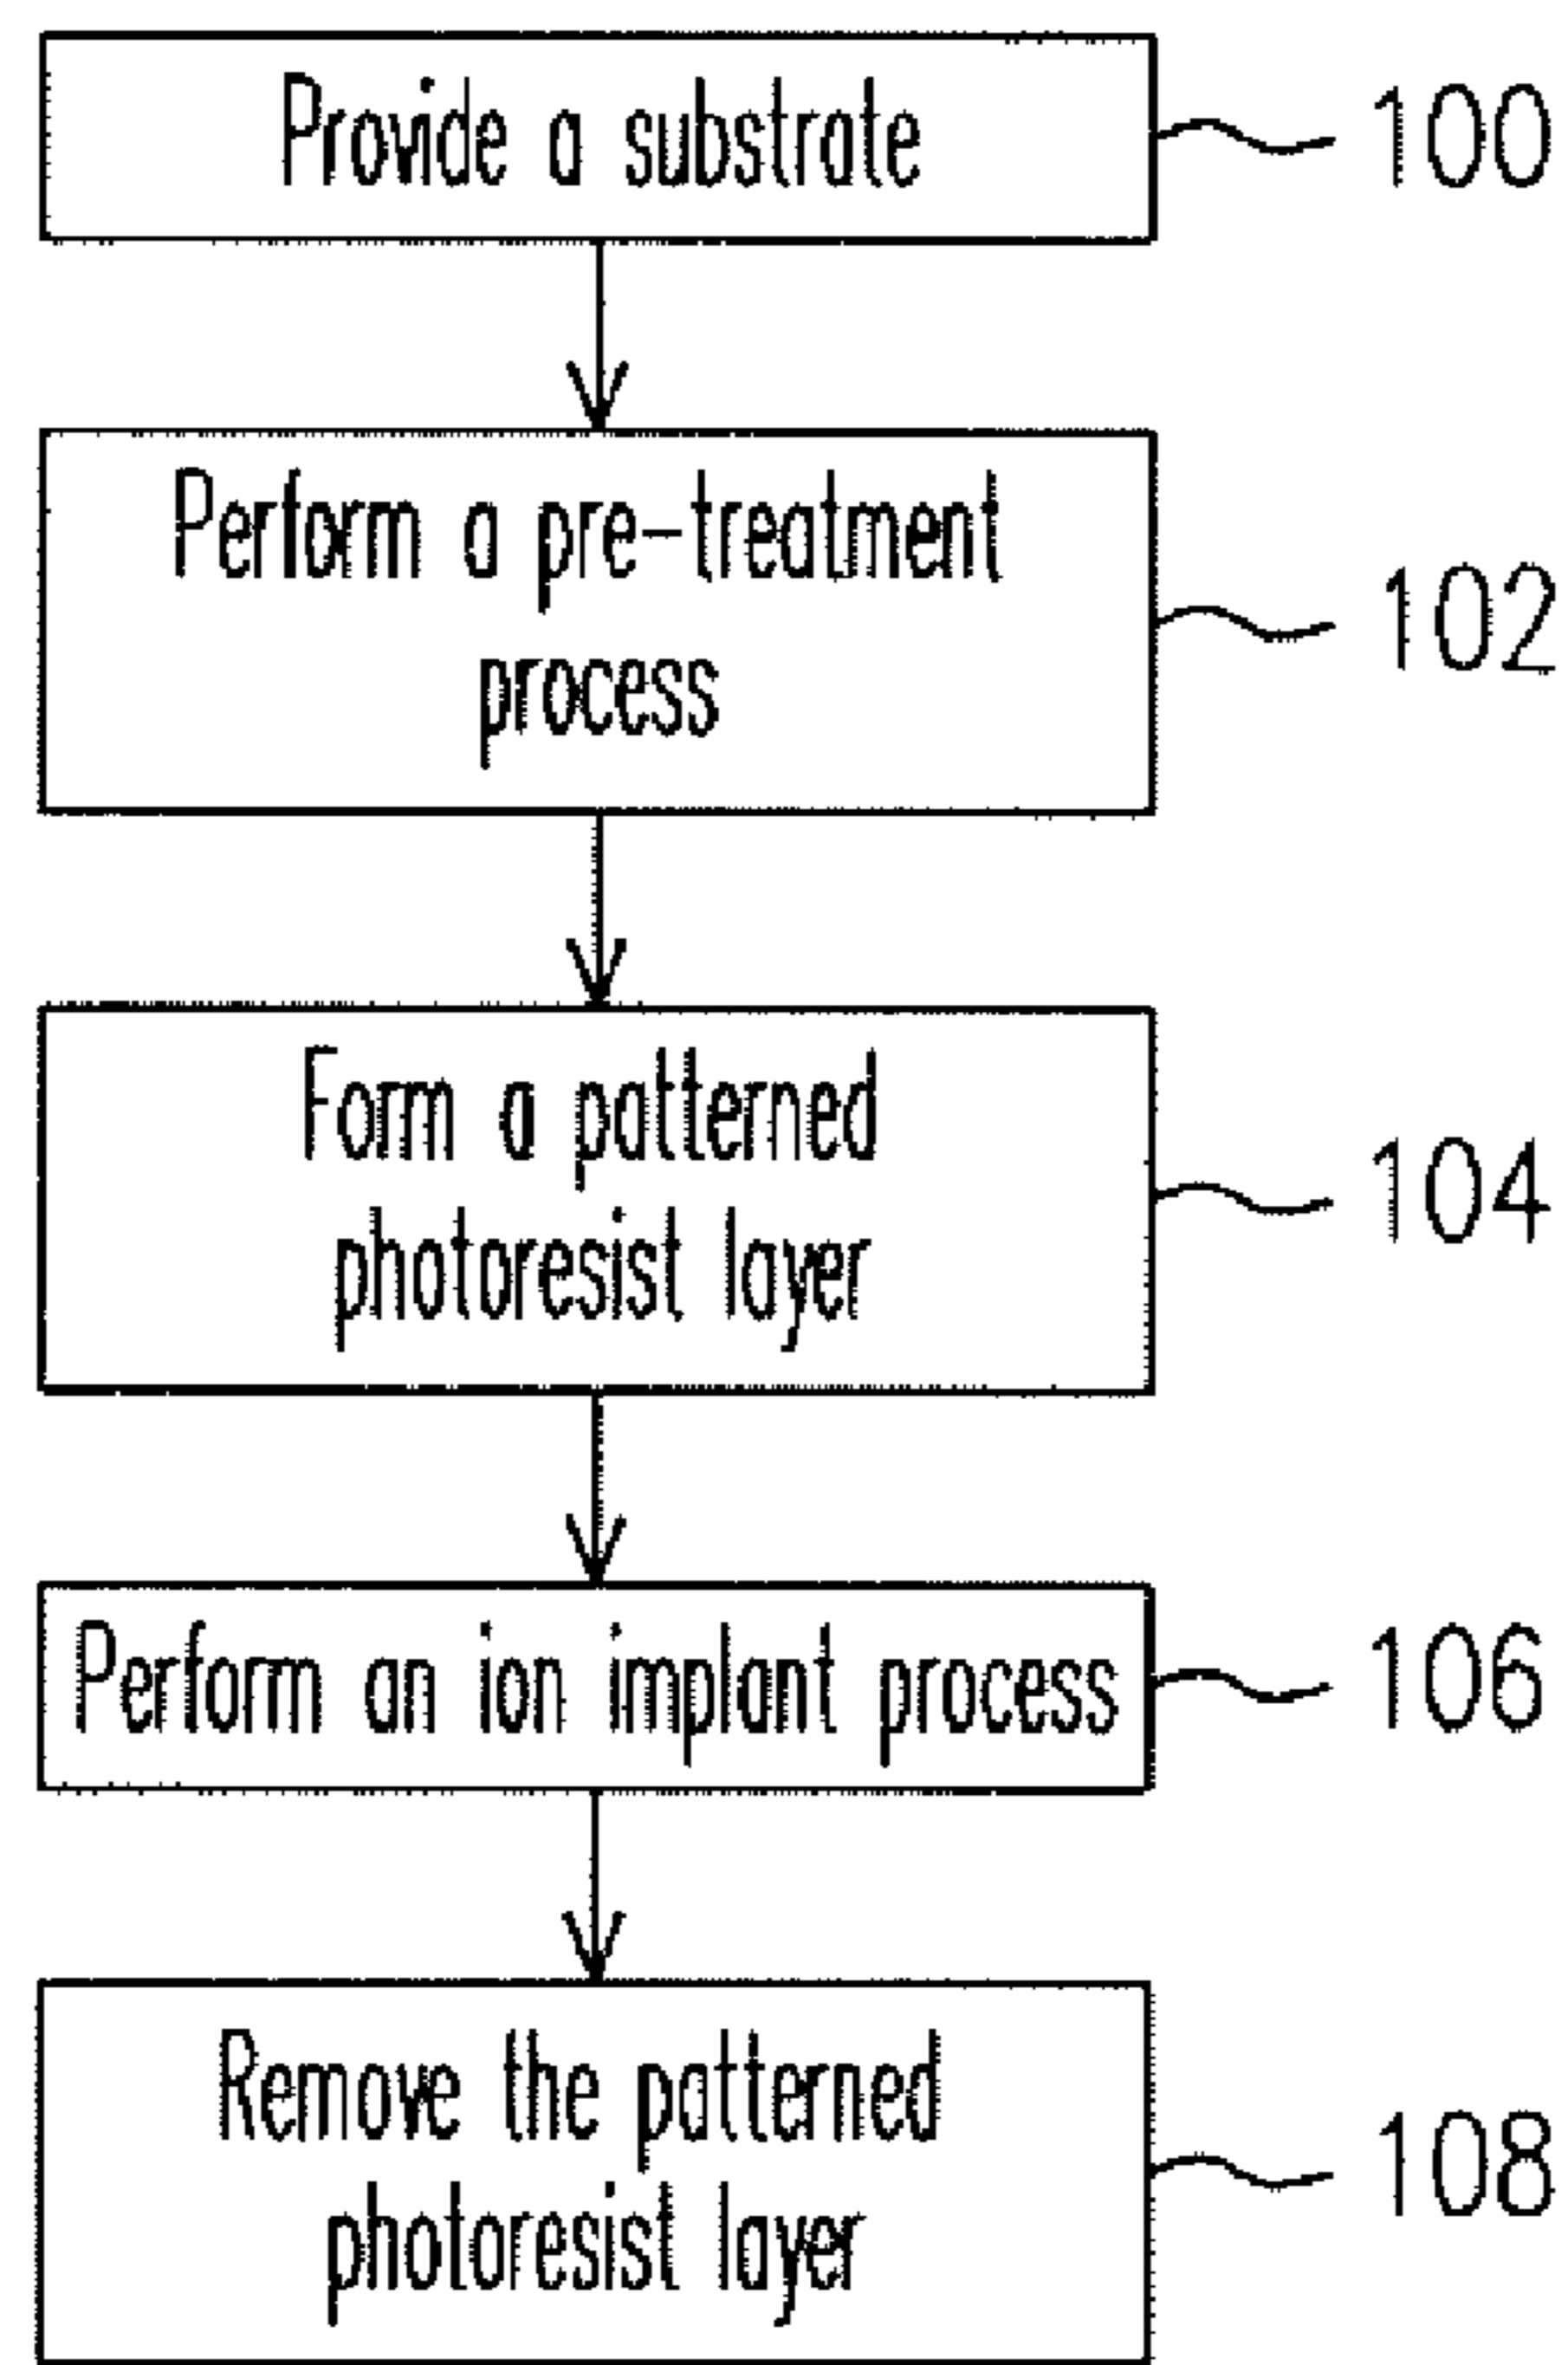 Provide a substrate
100
Perform a pre-treatment
process
102
Form a patterned
photoresist layer
104
Perform an ion implant process
106
Remove the patterned
photoresist layer
108